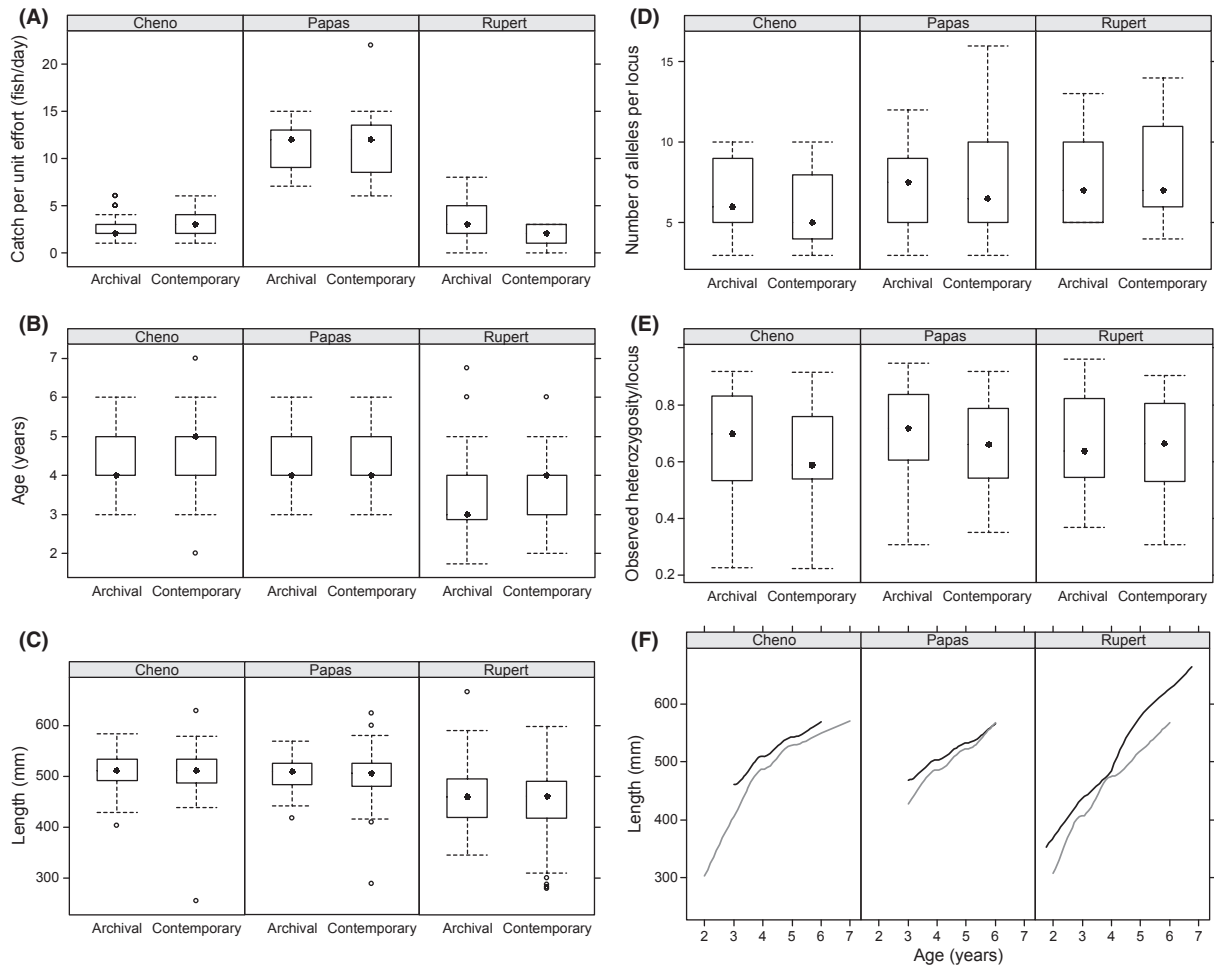 (A)
Cheno Papas Rupert
Catch per unit effort (fish/day)
20
15
10
5
0
Archival Contemporary Archival Contemporary Archival Contemporary
(B)
Cheno Papas Rupert
Age (years)
7
6
5
4
3
2
Archival Contemporary Archival Contemporary Archival Contemporary
(C)
Cheno Papas Rupert
Length (mm)
600
500
400
300
Archival Contemporary Archival Contemporary Archival Contemporary
(D)
Cheno Papas Rupert
Number of alleles per locus
15
10
5
Archival Contemporary Archival Contemporary Archival Contemporary
(E)
Cheno Papas Rupert
Observed heterozygosity/locus
0.8
0.6
0.4
0.2
Archival Contemporary Archival Contemporary Archival Contemporary
(F)
Cheno Papas Rupert
Length (mm)
600
500
400
300
2 3 4 5 6 7 2 3 4 5 6 7 2 3 4 5 6 7
Age (years)